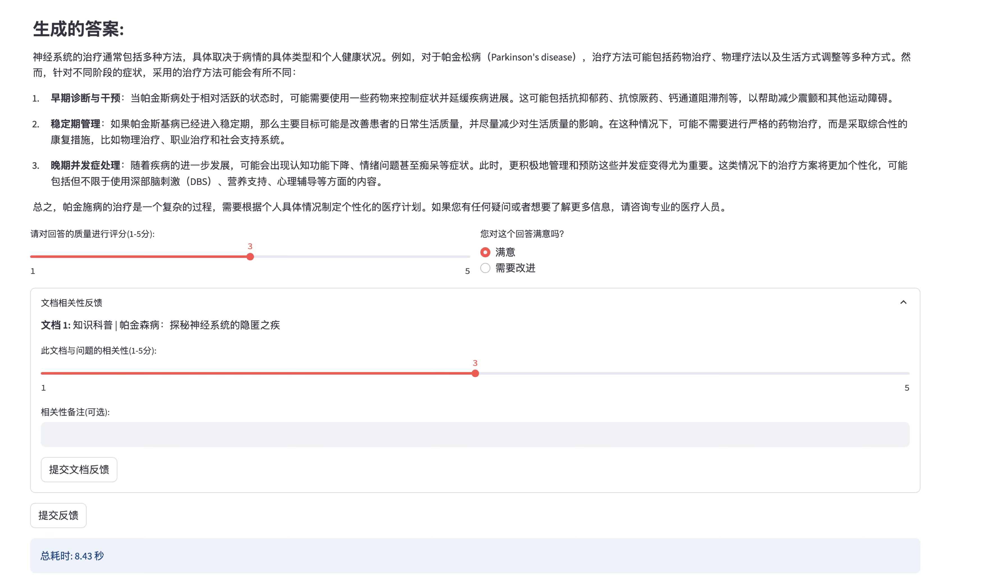 生成的答案:
神经系统的治疗通常包括多种方法，具体取决于病情的具体类型和个人健康状况。例如，对于帕金松病（Parkinson's disease），治疗方法可能包括药物治疗、物理疗法以及生活方式调整等多种方式。然
而，针对不同阶段的症状，采用的治疗方法可能会有所不同：
1. 早期诊断与干预：当帕金斯病处于相对活跃的状态时，可能需要使用一些药物来控制症状并延缓疾病进展。这可能包括抗抑郁药、抗惊厥药、钙通道阻滞剂等，以帮助减少震颤和其他运动障碍。
2. 稳定期管理：如果帕金斯基病已经进入稳定期，那么主要目标可能是改善患者的日常生活质量，并尽量减少对生活质量的影响。在这种情况下，可能不需要进行严格的药物治疗，而是采取综合性的
康复措施，比如物理治疗、职业治疗和社会支持系统。
3. 晚期并发症处理：随着疾病的进一步发展，可能会出现认知功能下降、情绪问题甚至痴呆等症状。此时，更积极地管理和预防这些并发症变得尤为重要。这类情况下的治疗方案将更加个性化，可能
包括但不限于使用深部脑刺激（DBS）、营养支持、心理辅导等方面的内容。
总之，帕金施病的治疗是一个复杂的过程，需要根据个人具体情况制定个性化的医疗计划。如果您有任何疑问或者想要了解更多信息，请咨询专业的医疗人员。
请对回答的质量进行评分(1-5分):
3
1 5
您对这个回答满意吗?
满意
需要改进
文档相关性反馈
文档 1: 知识科普 | 帕金森病：探秘神经系统的隐匿之疾
此文档与问题的相关性(1-5分):
3
1 5
相关性备注(可选):
提交文档反馈
提交反馈
总耗时: 8.43 秒